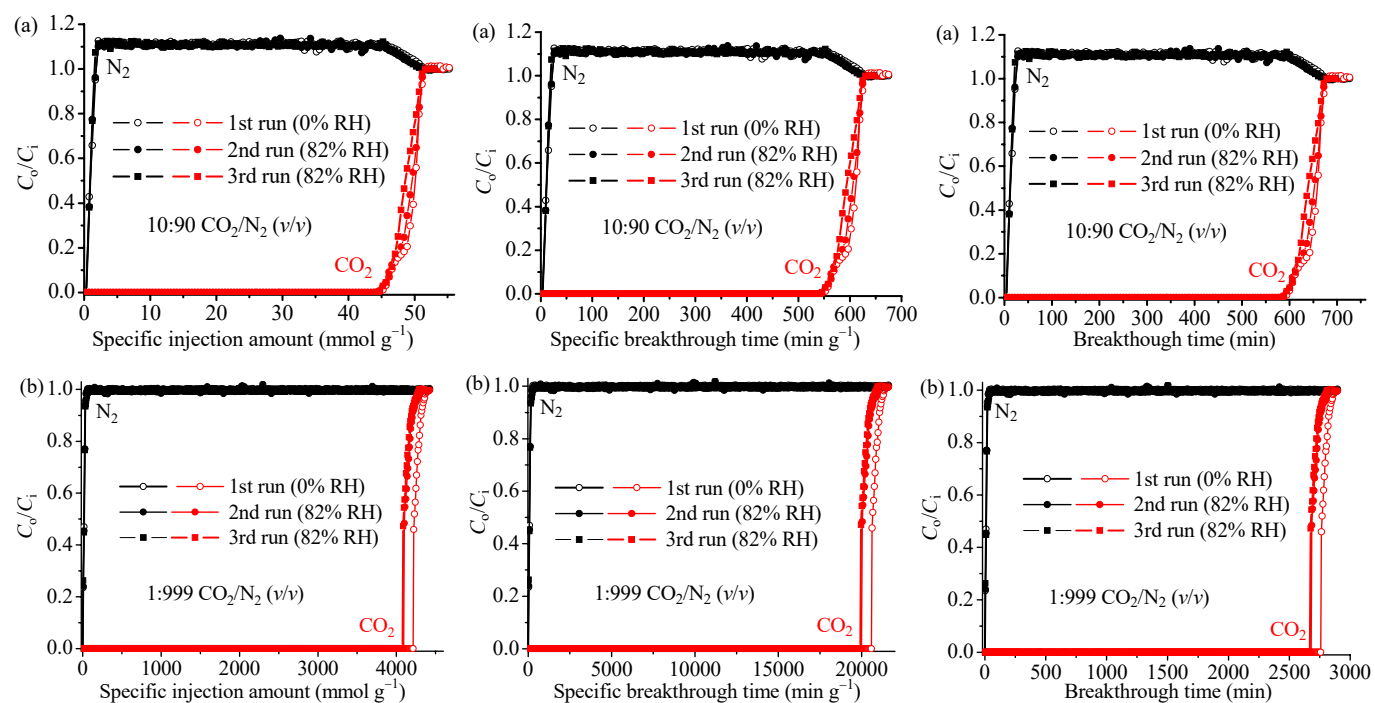 (a)
1.2
1.0
0.8
0.6
0.4
0.2
0.0
Co/Ci
N2
1st run (0% RH)
2nd run (82% RH)
3rd run (82% RH)
10:90 CO2/N2 (v/v)
CO2
0 10 20 30 40 50
Specific injection amount (mmol g−1)
(a)
1.2
1.0
0.8
0.6
0.4
0.2
0.0
Co/Ci
N2
1st run (0% RH)
2nd run (82% RH)
3rd run (82% RH)
10:90 CO2/N2 (v/v)
CO2
0 100 200 300 400 500 600 700
Specific breakthrough time (min g−1)
(a)
1.2
1.0
0.8
0.6
0.4
0.2
0.0
Co/Ci
N2
1st run (0% RH)
2nd run (82% RH)
3rd run (82% RH)
10:90 CO2/N2 (v/v)
CO2
0 100 200 300 400 500 600 700
Breakthough time (min)
(b)
1.0
0.8
0.6
0.4
0.2
0.0
Co/Ci
N2
1st run (0% RH)
2nd run (82% RH)
3rd run (82% RH)
1:999 CO2/N2 (v/v)
CO2
0 1000 2000 3000 4000
Specific injection amount (mmol g−1)
(b)
1.0
0.8
0.6
0.4
0.2
0.0
Co/Ci
N2
1st run (0% RH)
2nd run (82% RH)
3rd run (82% RH)
1:999 CO2/N2 (v/v)
CO2
0 5000 10000 15000 20000
Specific breakthrough time (min g−1)
(b)
1.0
0.8
0.6
0.4
0.2
0.0
Co/Ci
N2
1st run (0% RH)
2nd run (82% RH)
3rd run (82% RH)
1:999 CO2/N2 (v/v)
CO2
0 500 1000 1500 2000 2500 3000
Breakthrough time (min)